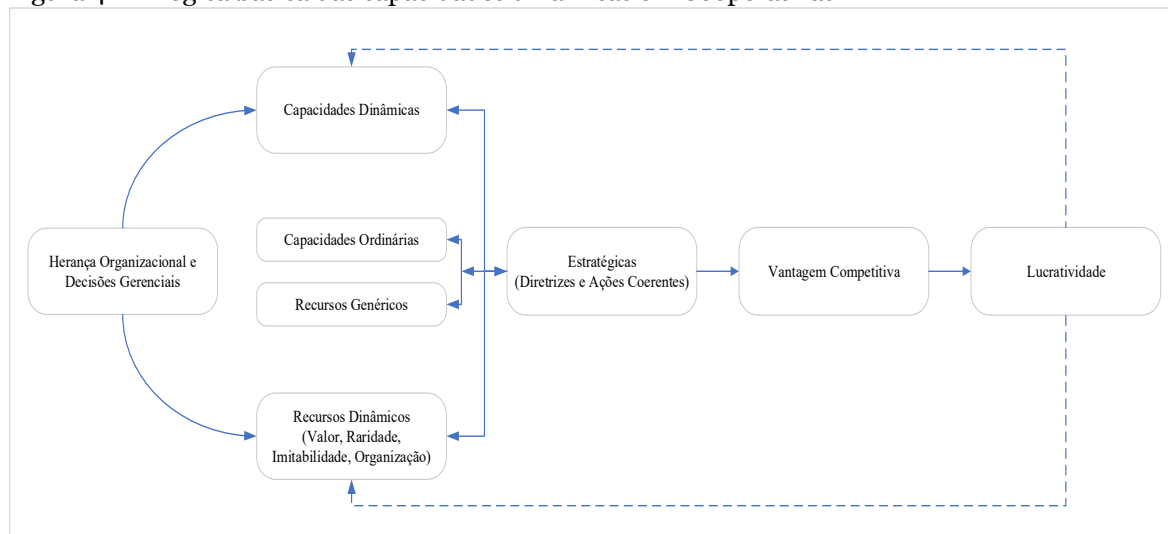 Capacidades Dinâmicas
Capacidades Ordinárias
Herança Organizacional e
Decisões Gerenciais
Estratégicas
(Diretrizes e Ações Coerentes)
Vantagem Competitiva
Lucratividade
Recursos Genéricos
Recursos Dinâmicos
(Valor, Raridade,
Imitabilidade, Organização)